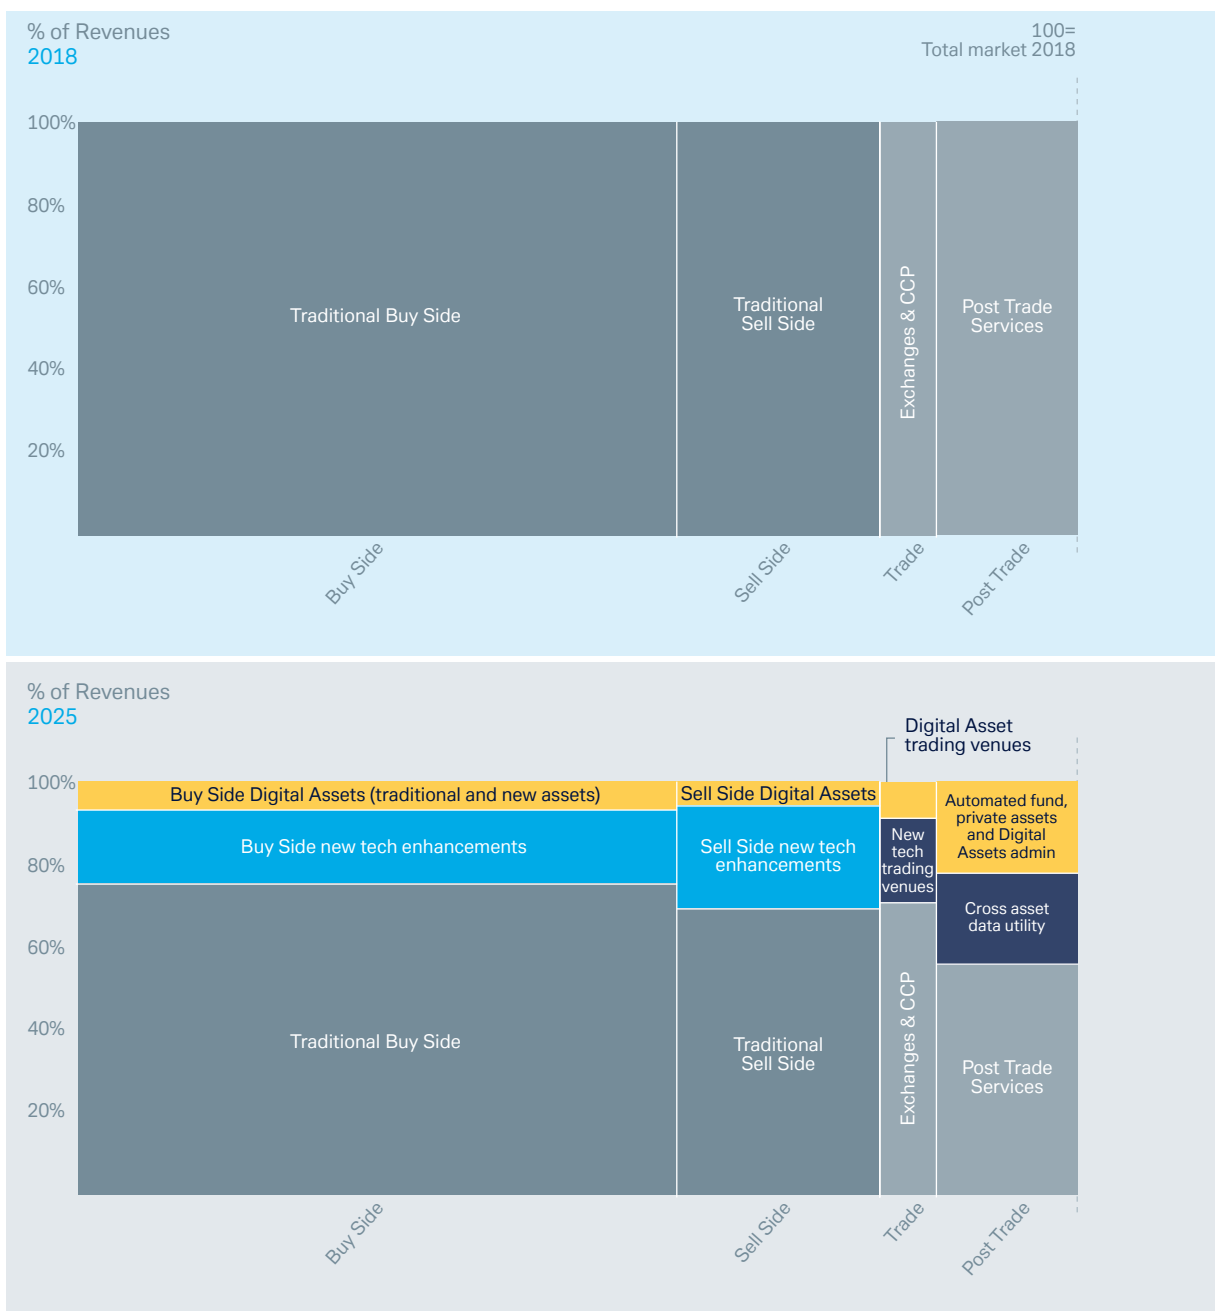 % of Revenues
2018
100=
Total market 2018
100%
80%
60%
40%
20%
Traditional Buy Side
Traditional
Sell Side
Exchanges & CCP
Post Trade
Services
Buy Side
Sell Side
Trade
Post Trade
% of Revenues
2025
Digital Asset
trading venues
100%
80%
60%
40%
20%
Buy Side Digital Assets (traditional and new assets)
Buy Side new tech enhancements
Traditional Buy Side
Sell Side Digital Assets
Sell Side new tech
enhancements
Traditional
Sell Side
New
tech
trading
venues
Exchanges & CCP
Automated fund,
private assets
and Digital
Assets admin
Cross asset
data utility
Post Trade
Services
Buy Side
Sell Side
Trade
Post Trade